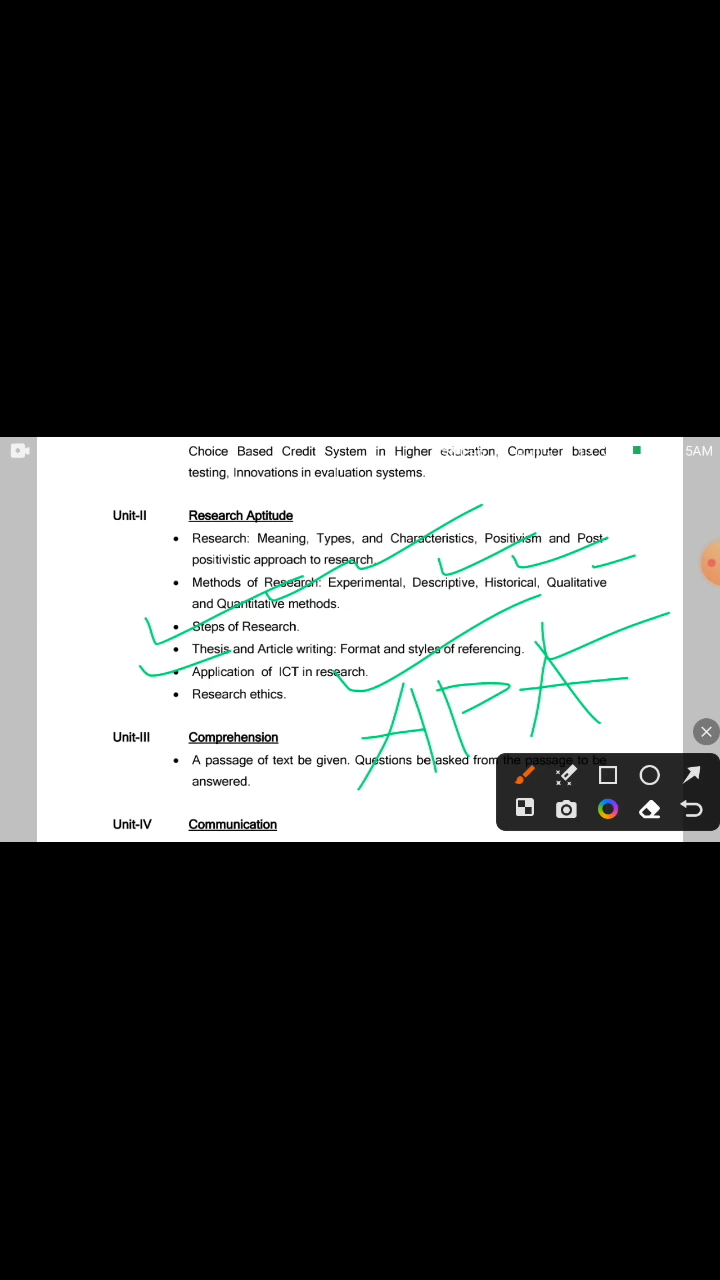 Choice Based Credit System in Higher education, Computer based
5AM
testing, Innovations in evaluation systems.
Unit-II Research Aptitude
• Research: Meaning, Types, and Characteristics, Positivism and Post-
positivistic approach to research.
• Methods of Research: Experimental, Descriptive, Historical, Qualitative
and Quantitative methods.
• Steps of Research.
• Thesis and Article writing: Format and styles of referencing.
• Application of ICT in research.
• Research ethics.
APA
Unit-III Comprehension
• A passage of text be given. Questions be asked from the passage to be
answered.
Unit-IV Communication